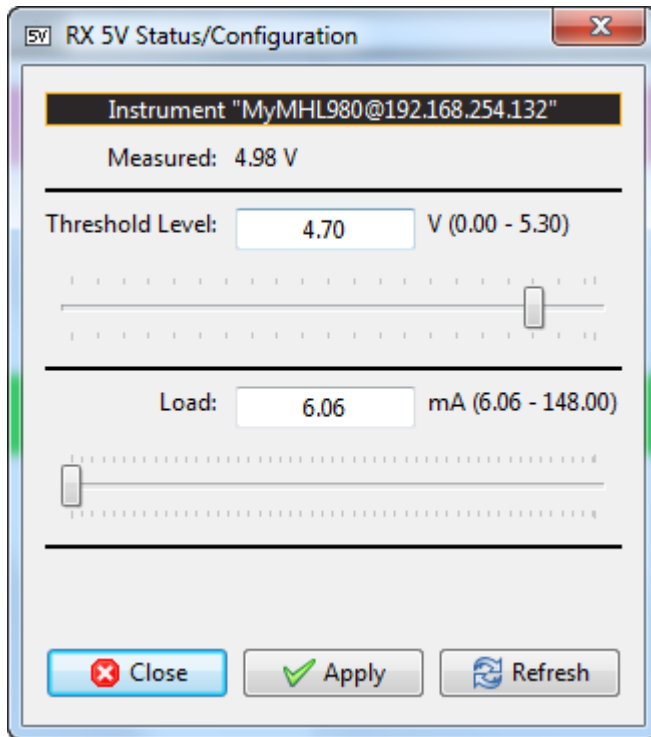 5V RX 5V Status/Configuration
Instrument "MyMHL980@192.168.254.132"
Measured: 4.98 V
Threshold Level: 4.70 V (0.00 - 5.30)
Load: 6.06 mA (6.06 - 148.00)
Close Apply Refresh